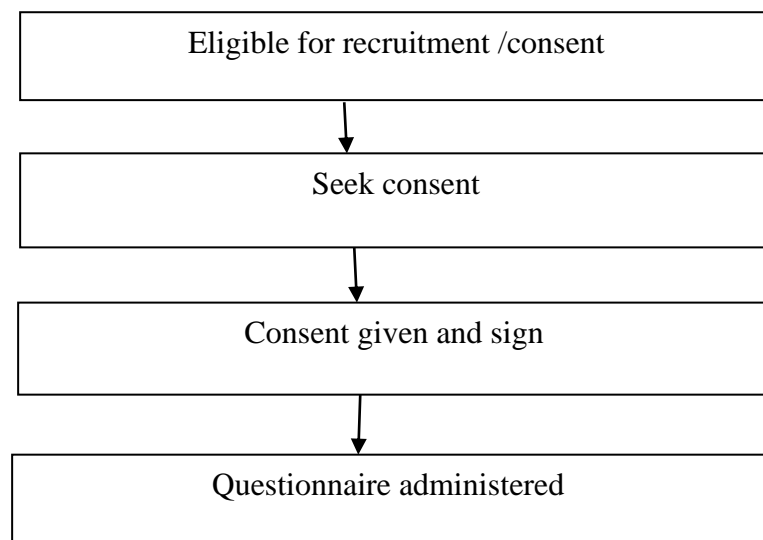 Eligible for recruitment /consent
Seek consent
Consent given and sign
Questionnaire administered